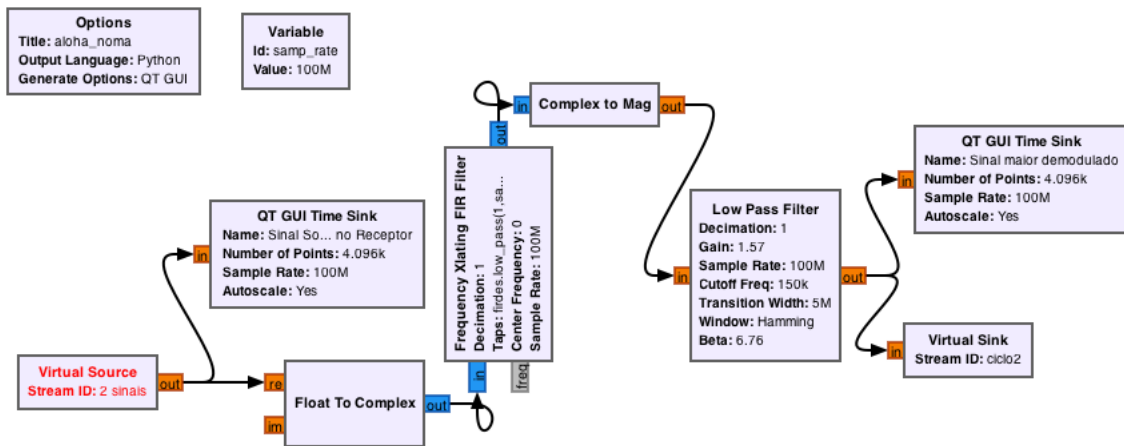 Options
Title: aloha_noma
Output Language: Python
Generate Options: QT GUI
Variable
Id: samp_rate
Value: 100M
QT GUI Time Sink
Name: Sinal So... no Receptor
Number of Points: 4.096k
Sample Rate: 100M
Autoscale: Yes
in
Virtual Source
Stream ID: 2 sinais
out
Float To Complex
re
im
out
Frequency Xlating FIR Filter
Decimation: 1
Taps: firdes.low_pass(1,sa...
Center Frequency: 0
Sample Rate: 100M
in
freq
out
Complex to Mag
in
out
Low Pass Filter
Decimation: 1
Gain: 1.57
Sample Rate: 100M
Cutoff Freq: 150k
Transition Width: 5M
Window: Hamming
Beta: 6.76
in
out
QT GUI Time Sink
Name: Sinal maior demodulado
Number of Points: 4.096k
Sample Rate: 100M
Autoscale: Yes
in
Virtual Sink
Stream ID: ciclo2
in